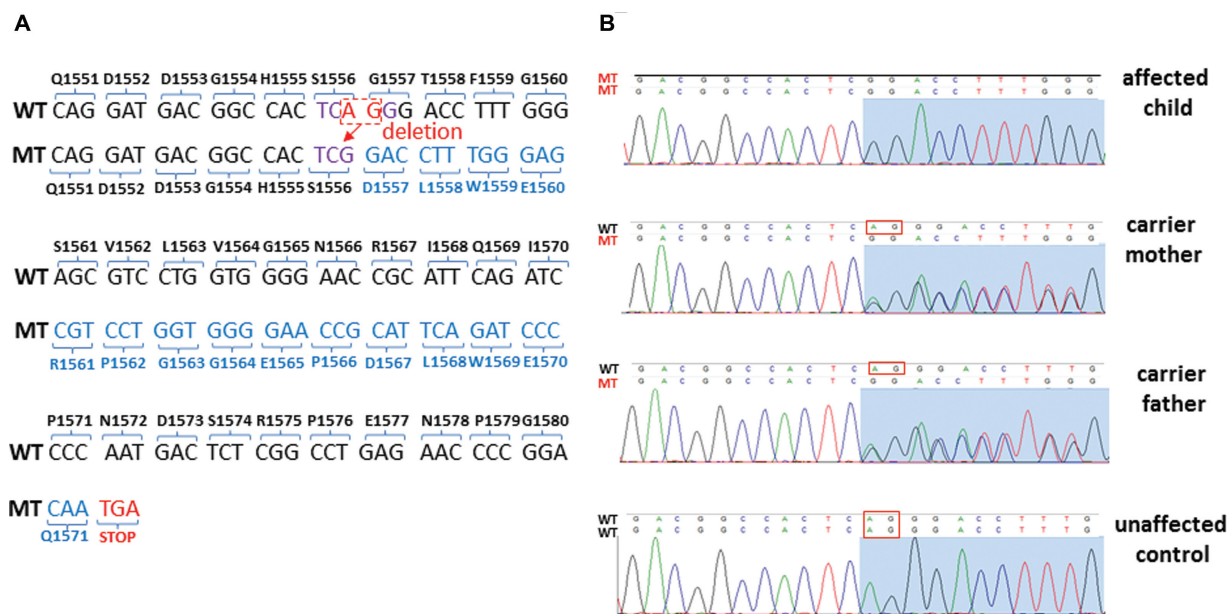 A
Q1551 D1552 D1553 G1554 H1555 S1556 G1557 T1558 F1559 G1560
WT CAG GAT GAC GGC CAC TCA GGG ACC TTT GGG
deletion
MT CAG GAT GAC GGC CAC TCG GAC CTT TGG GAG
Q1551 D1552 D1553 G1554 H1555 S1556 D1557 L1558 W1559 E1560
S1561 V1562 L1563 V1564 G1565 N1566 R1567 I1568 Q1569 I1570
WT AGC GTC CTG GTG GGG AAC CGC ATT CAG ATC
MT CGT CCT GGT GGG GAA CCG CAT TCA GAT CCC
R1561 P1562 G1563 G1564 E1565 P1566 D1567 L1568 W1569 E1570
P1571 N1572 D1573 S1574 R1575 P1576 E1577 N1578 P1579 G1580
WT CCC AAT GAC TCT CGG CCT GAG AAC CCC GGA
MT CAA TGA
Q1571 STOP
B
MT G A C G G C C A C T C G G A C C T T T G G G
MT G A C G G C C A C T C G G A C C T T T G G G
affected child
WT G A C G G C C A C T C A G G G A C C T T T G
MT G A C G G C C A C T C G G A C C T T T G G G
carrier mother
WT G A C G G C C A C T C A G G G A C C T T T G
MT G A C G G C C A C T C G G A C C T T T G G G
carrier father
WT G A C G G C C A C T C A G G G A C C T T T G
WT G A C G G C C A C T C A G G G A C C T T T G
unaffected control